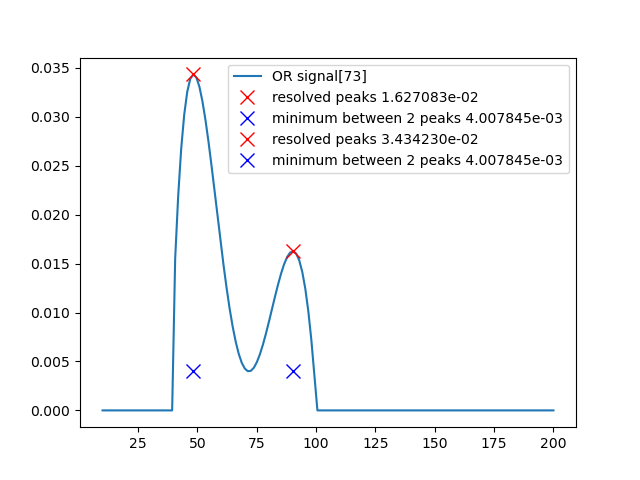 OR signal[73]
resolved peaks 1.627083e-02
minimum between 2 peaks 4.007845e-03
resolved peaks 3.434230e-02
minimum between 2 peaks 4.007845e-03
0.035
0.030
0.025
0.020
0.015
0.010
0.005
0.000
25 50 75 100 125 150 175 200